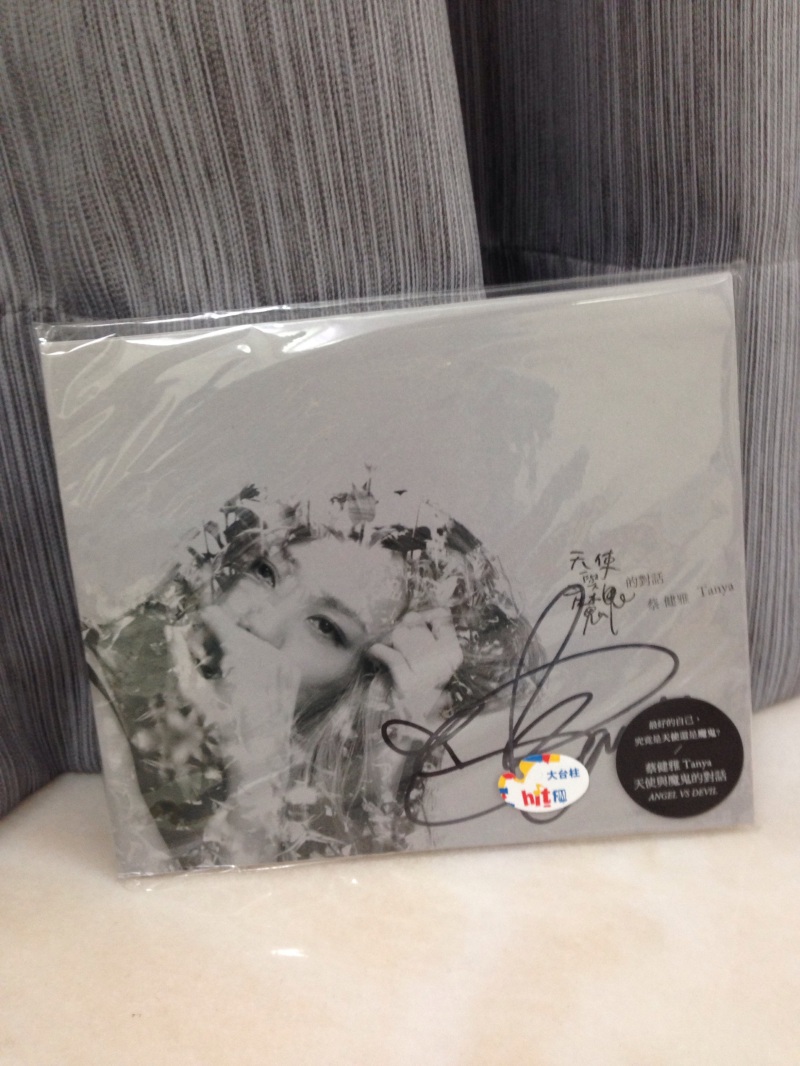 天使
與
魔鬼
的對話
蔡健雅 Tanya
最好的自己，
究竟是天使還是魔鬼?
/
蔡健雅 Tanya
天使與魔鬼的對話
ANGEL VS DEVIL
大台柱
hit